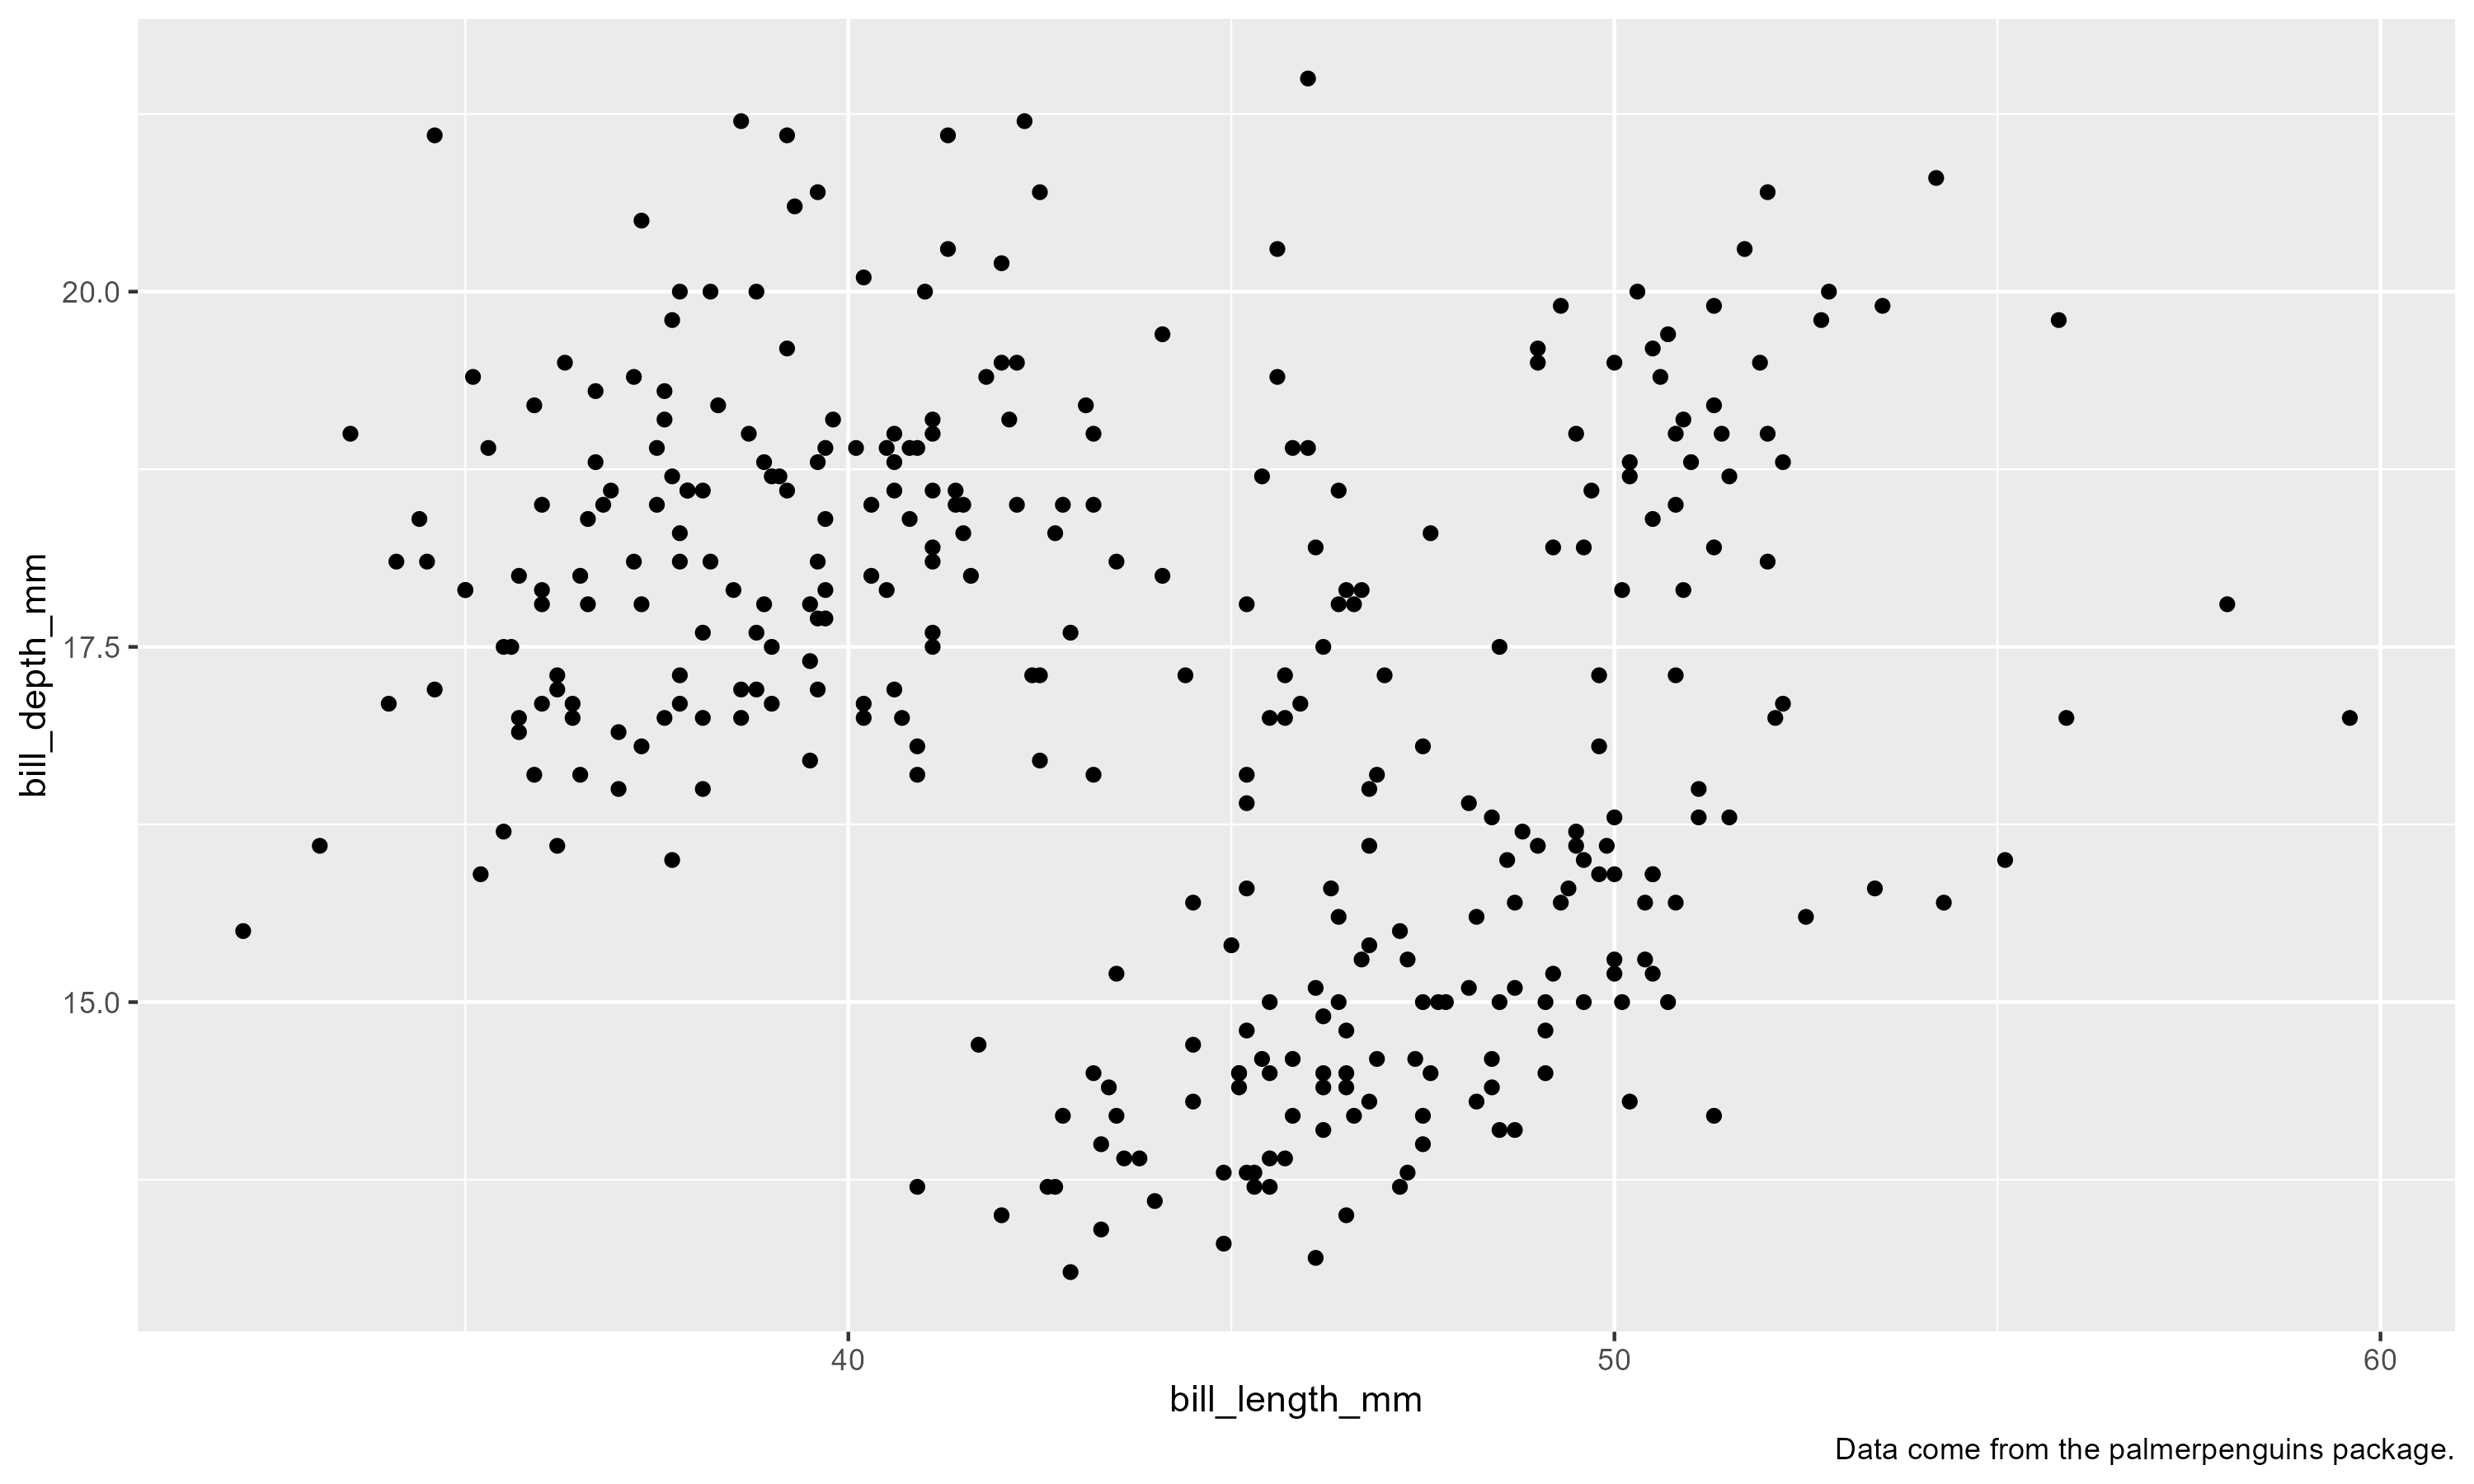 20.0
17.5
15.0
bill_depth_mm
40 50 60
bill_length_mm
Data come from the palmerpenguins package.